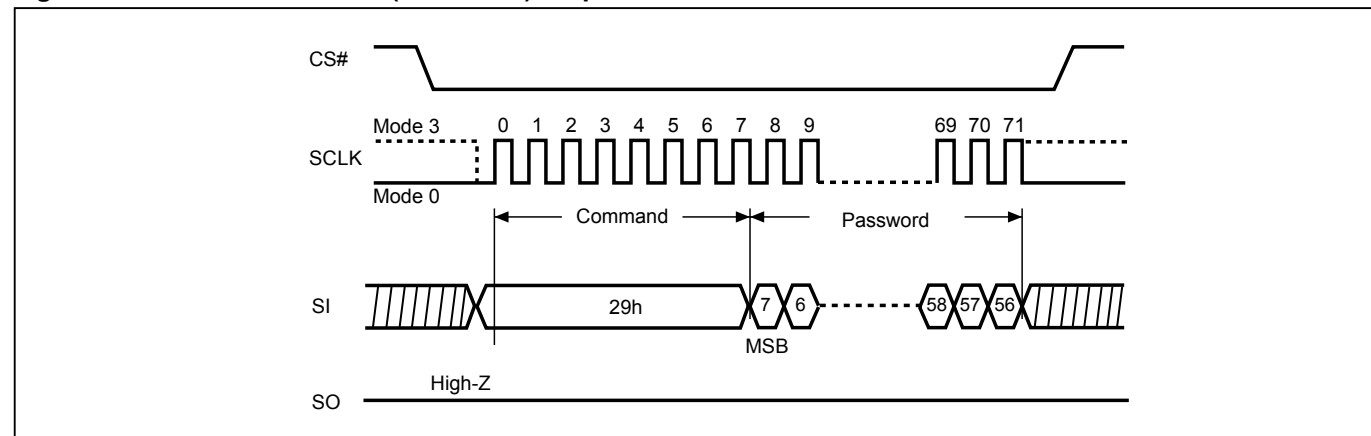 CS#
Mode 3 0 1 2 3 4 5 6 7 8 9 69 70 71
SCLK
Mode 0
Command Password
SI 29h 7 6 58 57 56
MSB
High-Z
SO